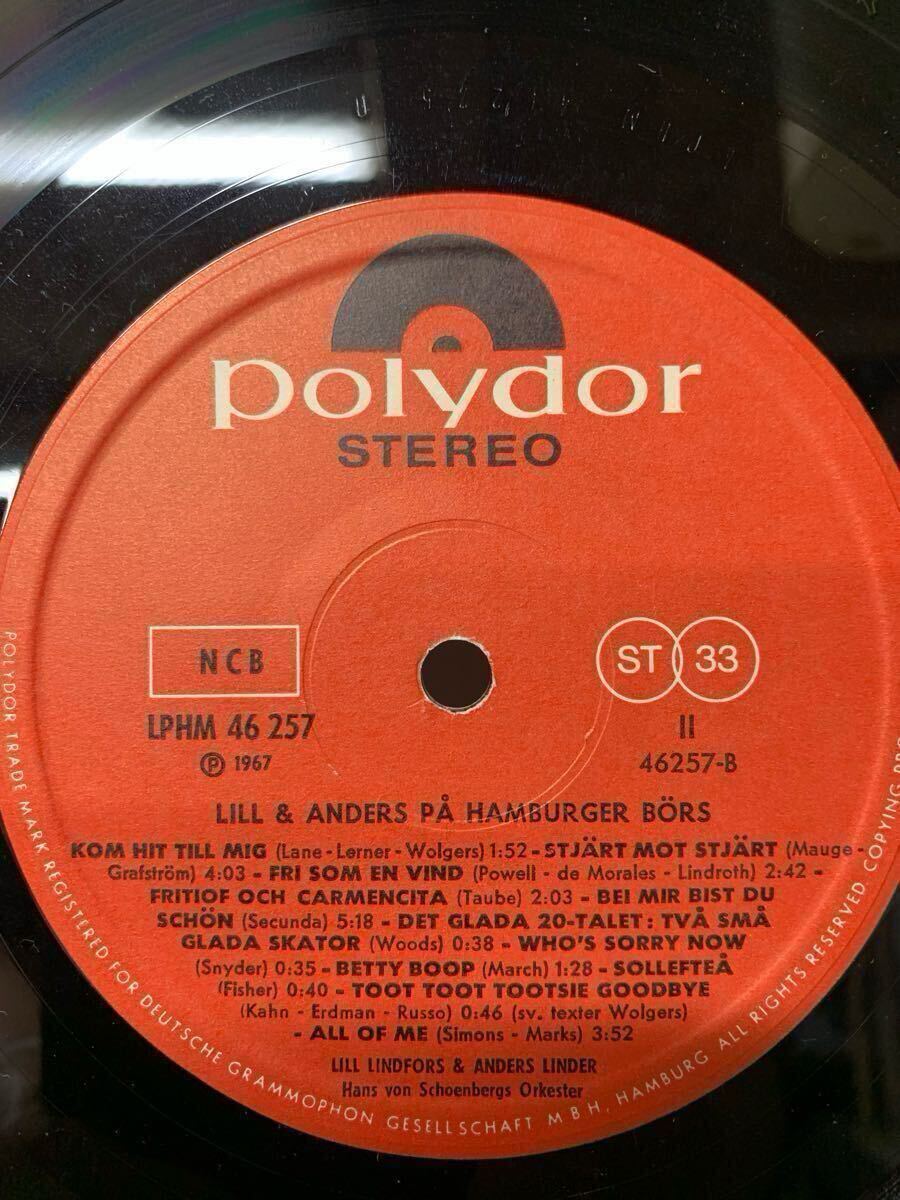 polydor
STEREO
NCB
LPHM 46 257
Ⓟ 1967
ST 33
II
46257-B
LILL & ANDERS PÅ HAMBURGER BÖRS
KOM HIT TILL MIG (Lane - Lerner - Wolgers) 1:52 - STJÄRT MOT STJÄRT (Mauge -
Grafström) 4:03 - FRI SOM EN VIND (Powell - de Morales - Lindroth) 2:42 -
FRITIOF OCH CARMENCITA (Taube) 2:03 - BEI MIR BIST DU
SCHÖN (Secunda) 5:18 - DET GLADA 20-TALET: TVÅ SMÅ
GLADA SKATOR (Woods) 0:38 - WHO'S SORRY NOW
(Snyder) 0:35 - BETTY BOOP (March) 1:28 - SOLLEFTEÅ
(Fisher) 0:40 - TOOT TOOT TOOTSIE GOODBYE
(Kahn - Erdman - Russo) 0:46 (sv. texter Wolgers)
- ALL OF ME (Simons - Marks) 3:52
LILL LINDFORS & ANDERS LINDER
Hans von Schoenbergs Orkester
POLYDOR TRADE MARK REGISTERED FOR DEUTSCHE GRAMMOPHON GESELLSCHAFT MBH, HAMBURG ALL RIGHTS RESERVED COPYING